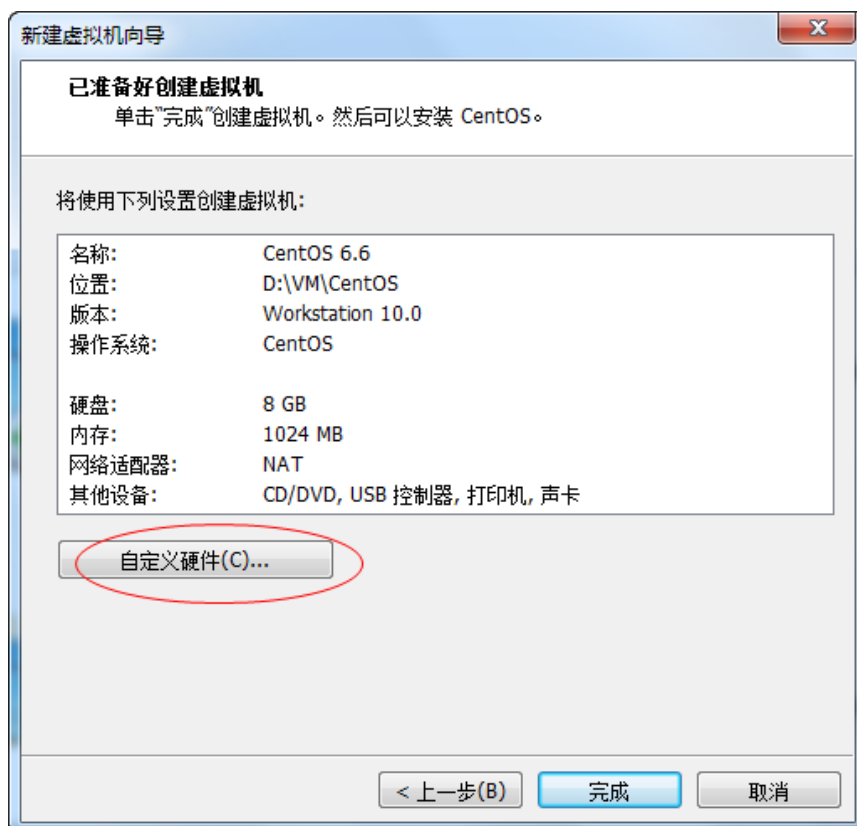 新建虚拟机向导
已准备好创建虚拟机
单击"完成"创建虚拟机。然后可以安装 CentOS。
将使用下列设置创建虚拟机:
名称: CentOS 6.6
位置: D:\VM\CentOS
版本: Workstation 10.0
操作系统: CentOS
硬盘: 8 GB
内存: 1024 MB
网络适配器: NAT
其他设备: CD/DVD, USB 控制器, 打印机, 声卡
自定义硬件(C)...
< 上一步(B) 完成 取消